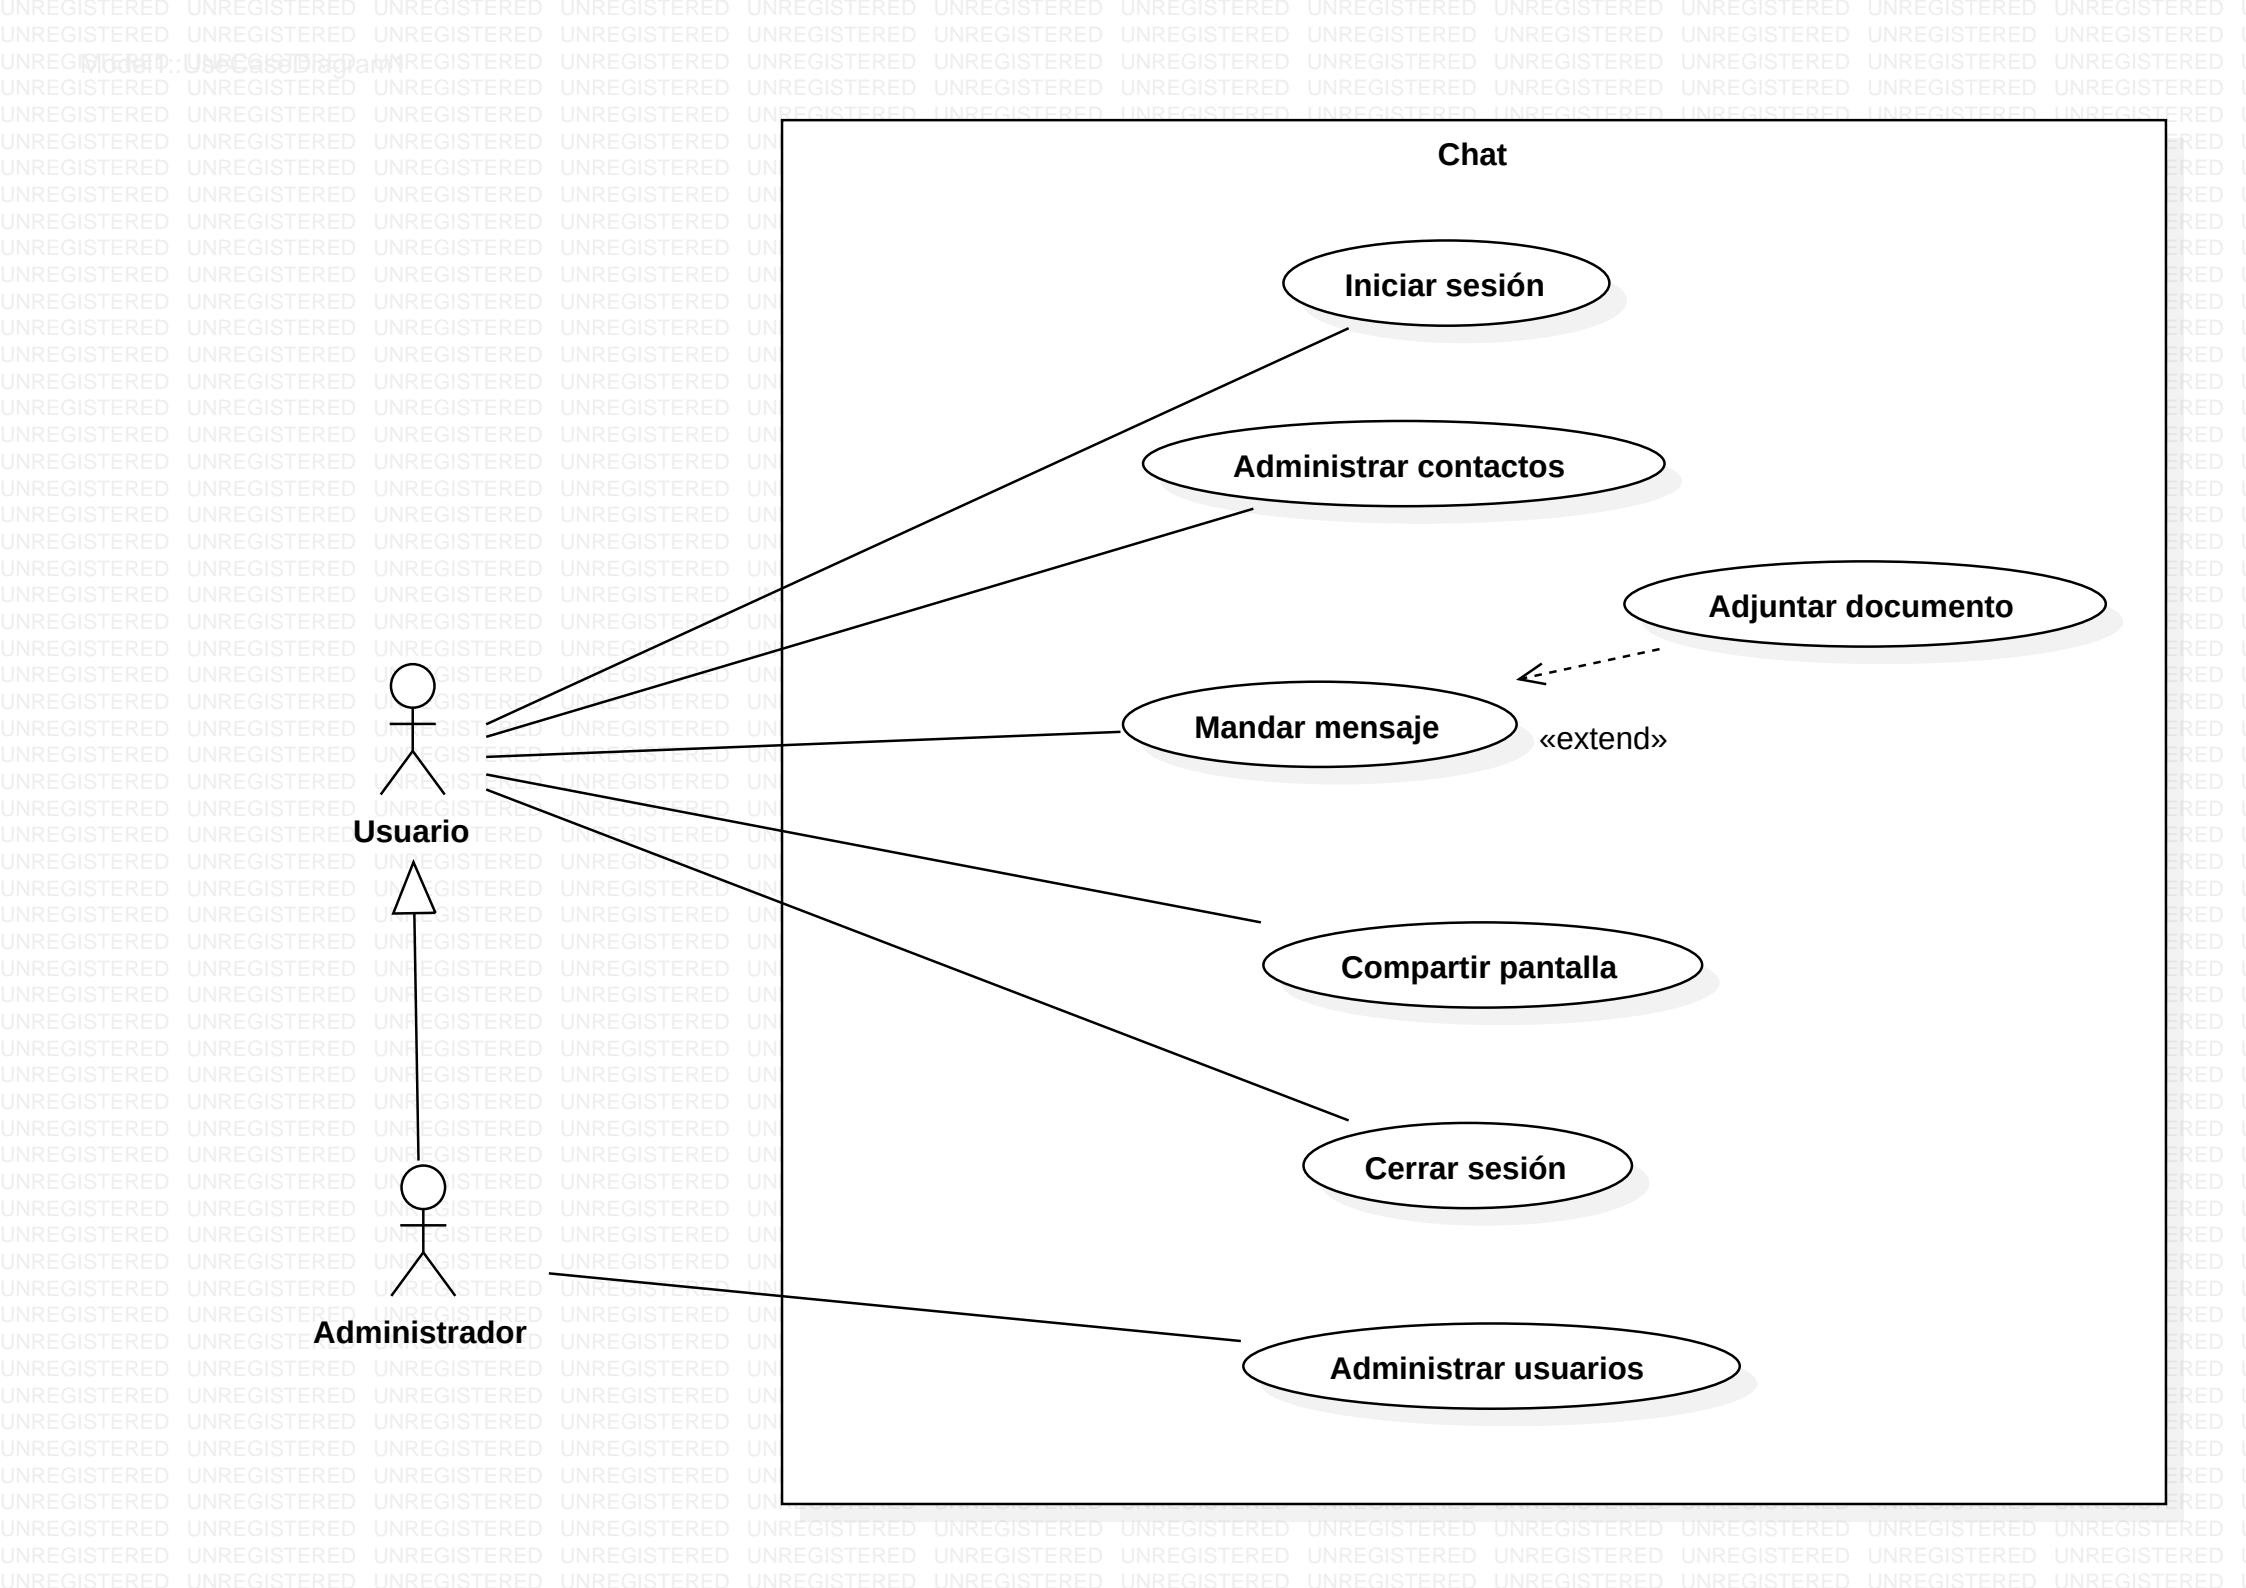 Model1::UseCaseDiagram1
Chat
Iniciar sesión
Administrar contactos
Adjuntar documento
Mandar mensaje
«extend»
Usuario
Compartir pantalla
Cerrar sesión
Administrador
Administrar usuarios
UNREGISTERED